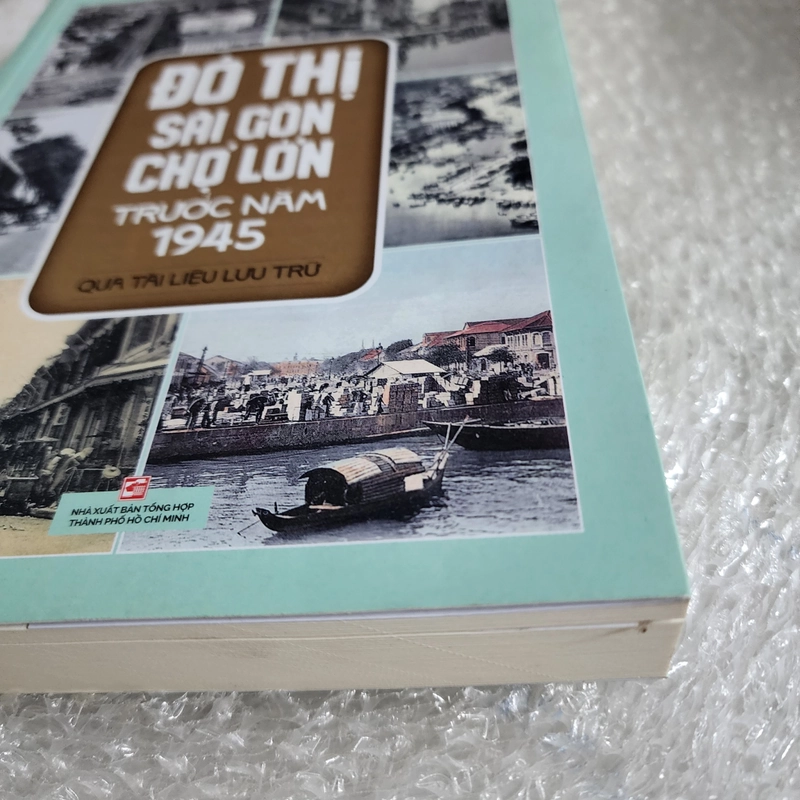 ĐÔ THỊ
SÀI GÒN
CHỢ LỚN
TRƯỚC NĂM
1945
QUA TÀI LIỆU LƯU TRỮ
NHÀ XUẤT BẢN TỔNG HỢP
THÀNH PHỐ HỒ CHÍ MINH